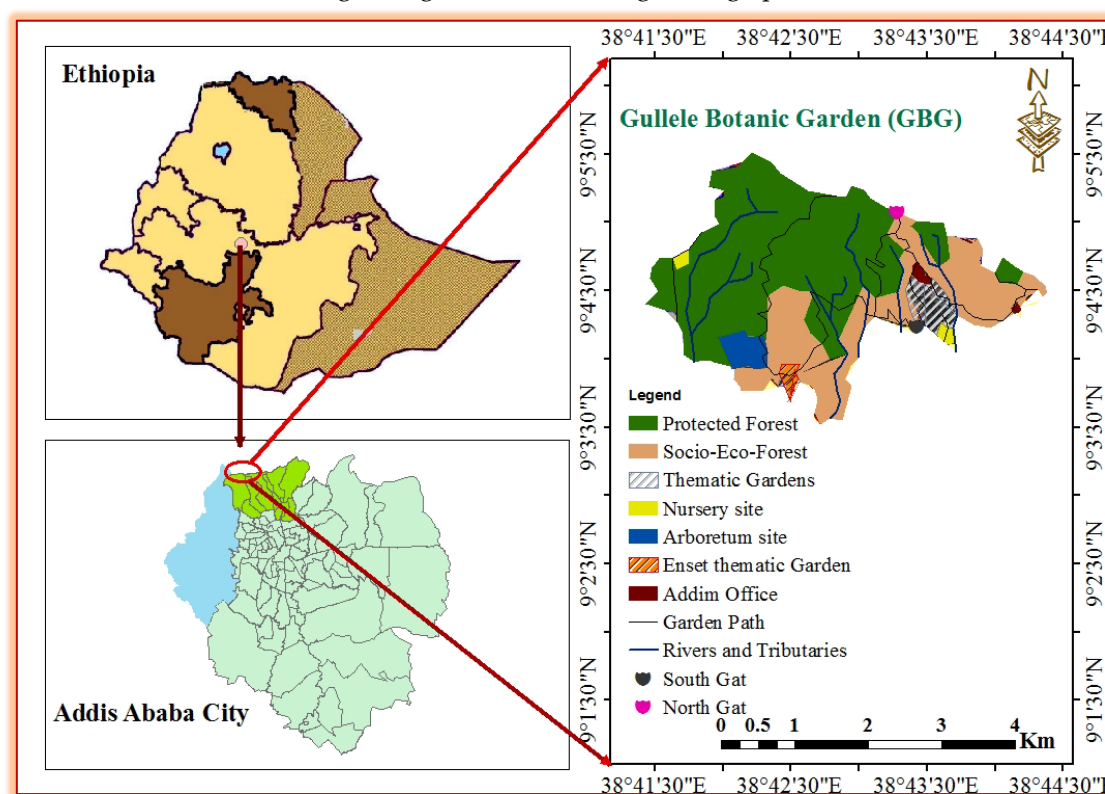 38°41'30"E 38°42'30"E 38°43'30"E 38°44'30"E
Ethiopia
N
Gullele Botanic Garden (GBG)
9°5'30"N
9°5'30"N
9°4'30"N
9°4'30"N
9°3'30"N
9°3'30"N
Legend
Protected Forest
Socio-Eco-Forest
Thematic Gardens
Nursery site
Arboretum site
Enset thematic Garden
Addim Office
Garden Path
Rivers and Tributaries
South Gat
North Gat
9°2'30"N
9°2'30"N
9°1'30"N
9°1'30"N
0 0.5 1 2 3 4
Km
Addis Ababa City
38°41'30"E 38°42'30"E 38°43'30"E 38°44'30"E